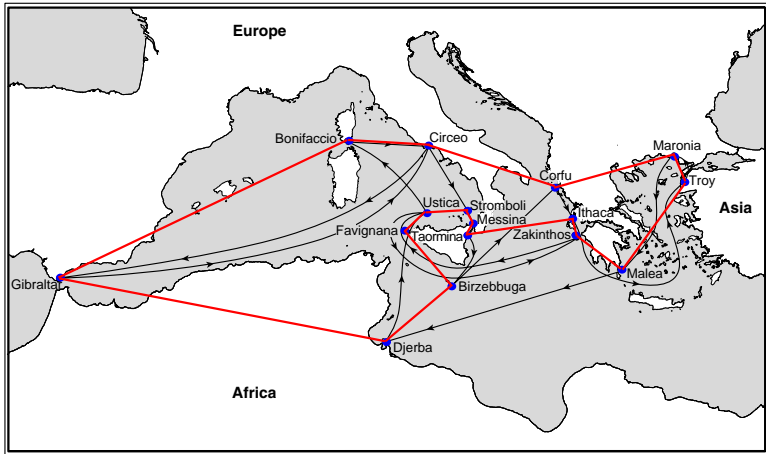 Europe
Bonifaccio
Circeo
Maronia
Corfu
Troy
Ustica
Stromboli
Messina
Ithaca
Asia
Favignana
Taormina
Zakinthos
Gibraltar
Malea
Birzebbuga
Djerba
Africa